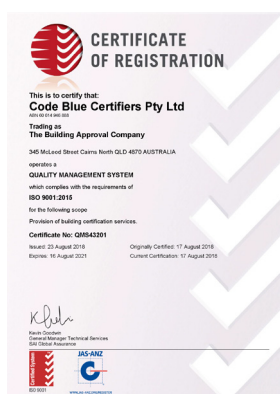 CERTIFICATE
OF REGISTRATION
This is to certify that:
Code Blue Certifiers Pty Ltd
Trading as
The Building Approval Company
345 McLeod Street Cairns North QLD 4870 AUSTRALIA
operates a
QUALITY MANAGEMENT SYSTEM
which complies with the requirements of
ISO 9001:2015
for the following scope
Provision of building certification services.
Certificate No: QMS43201
Issued: 23 August 2018 Originally Certified: 17 August 2018
Expires: 16 August 2021 Current Certification: 17 August 2018
Kevin Goodwin
General Manager Technical Services
SAI Global Assurance
JAS-ANZ
Certified System
ISO 9001